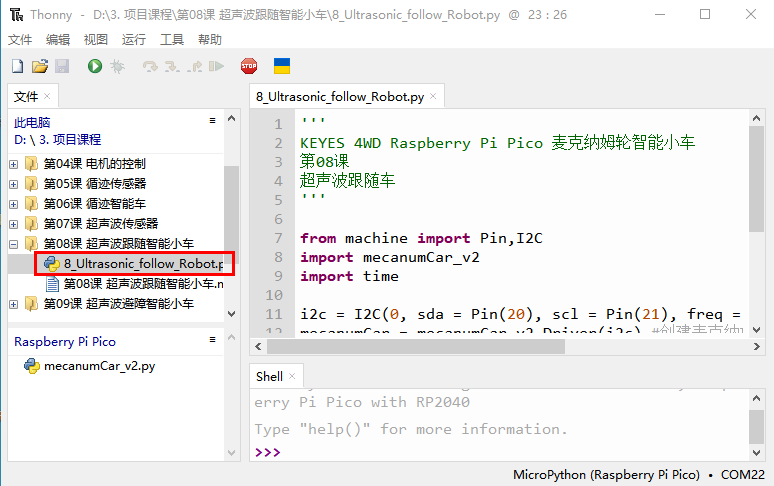 Thonny - D:\3. 项目课程\第08课 超声波跟随智能小车\8_Ultrasonic_follow_Robot.py @ 23 : 26
文件 编辑 视图 运行 工具 帮助
STOP
文件
此电脑
D: \ 3. 项目课程
第04课 电机的控制
第05课 循迹传感器
第06课 循迹智能车
第07课 超声波传感器
第08课 超声波跟随智能小车
8_Ultrasonic_follow_Robot.p
第08课 超声波跟随智能小车.m
第09课 超声波避障智能小车
Raspberry Pi Pico
mecanumCar_v2.py
8_Ultrasonic_follow_Robot.py
1 '''
2 KEYES 4WD Raspberry Pi Pico 麦克纳姆轮智能小车
3 第08课
4 超声波跟随车
5 '''
6
7 from machine import Pin,I2C
8 import mecanumCar_v2
9 import time
10
11 i2c = I2C(0, sda = Pin(20), scl = Pin(21), freq =
12 mecanumCar = mecanumCar_v2.Driver(i2c) #创建麦克纳
Shell
erry Pi Pico with RP2040
Type "help()" for more information.
>>>
MicroPython (Raspberry Pi Pico) • COM22